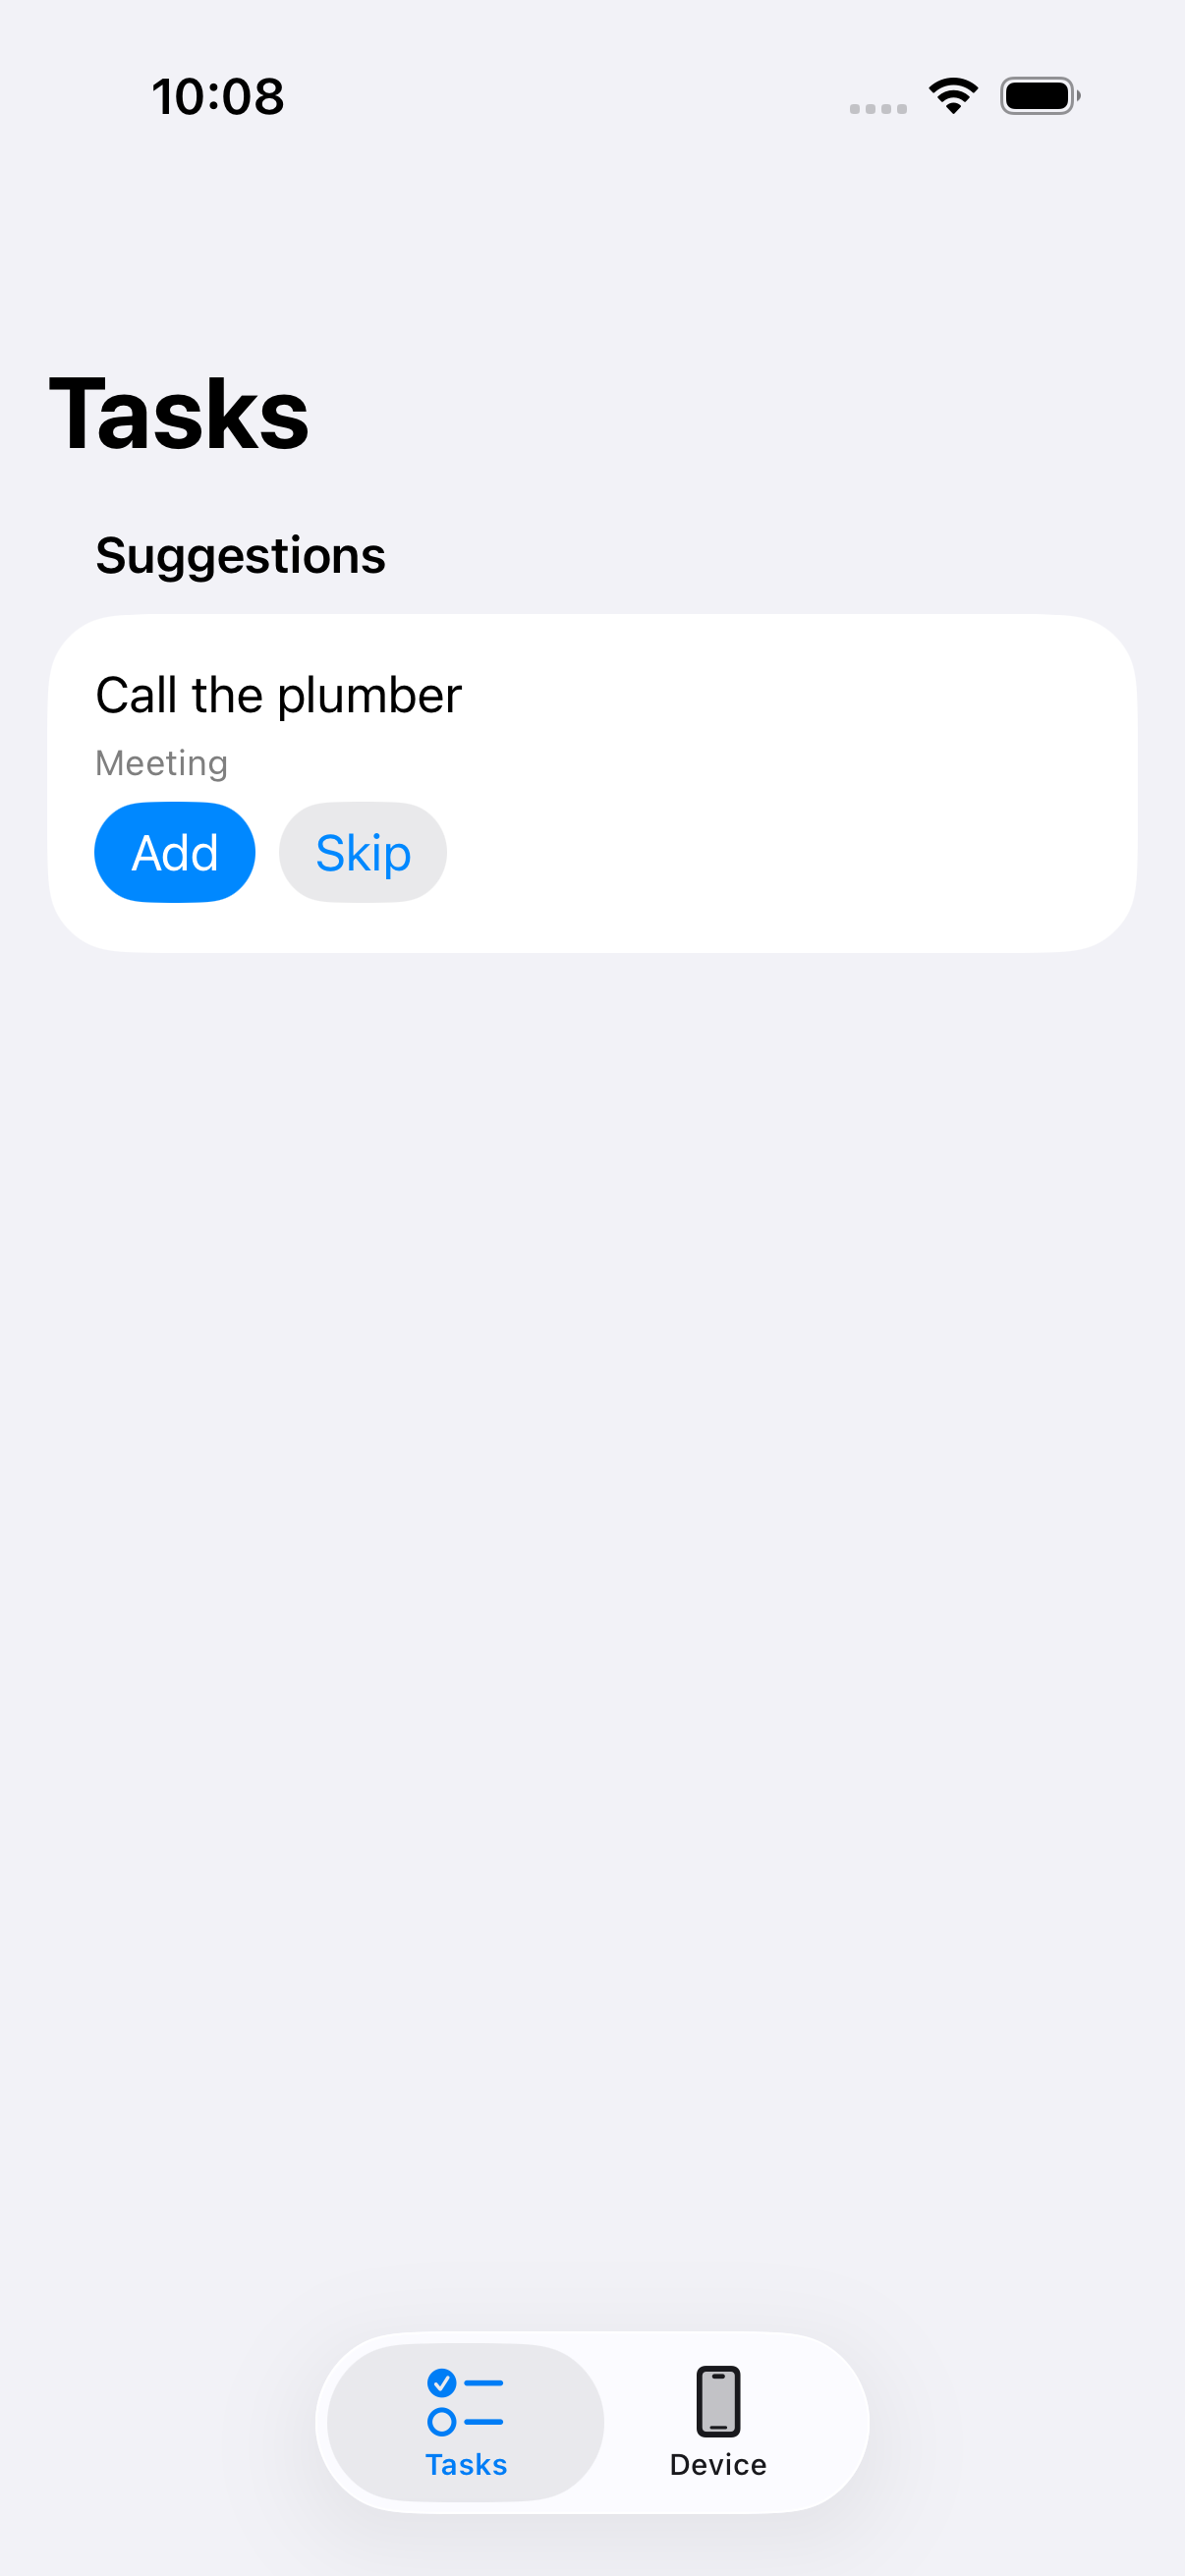 10:08
Tasks
Suggestions
Call the plumber
Meeting
Add Skip
Tasks Device